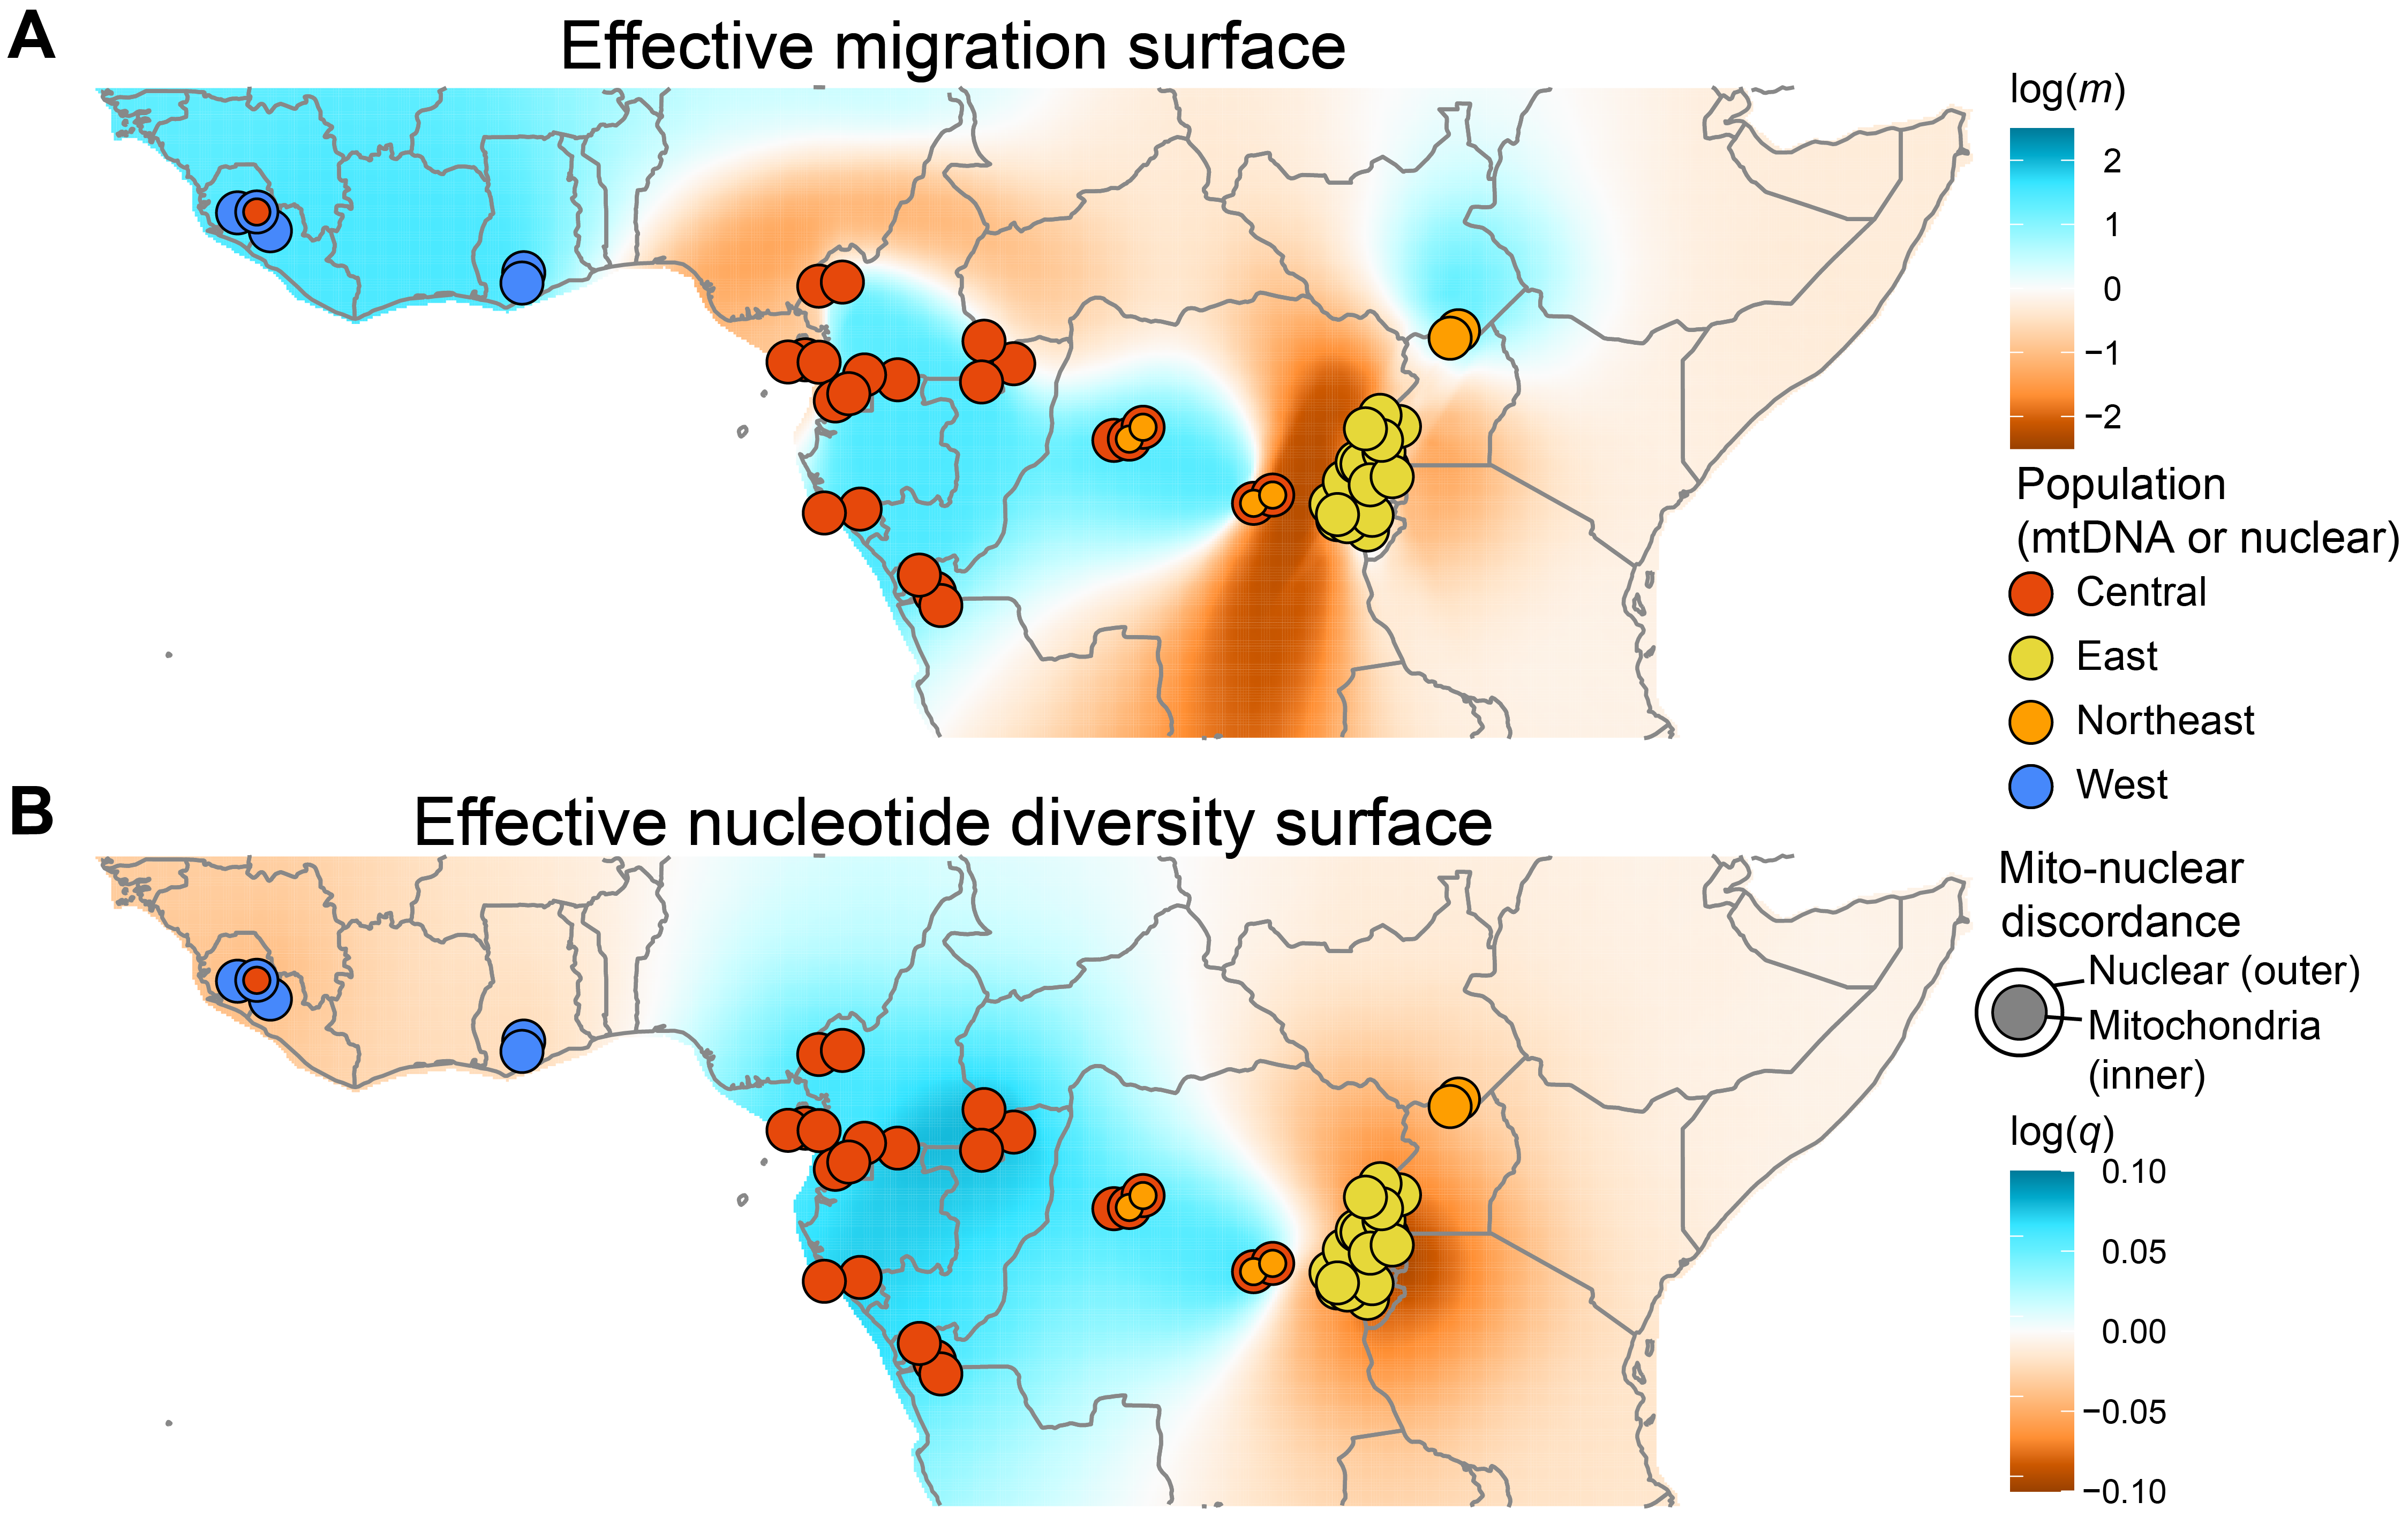 A
Effective migration surface
log(m)
2
1
0
−1
−2
Population
(mtDNA or nuclear)
Central
East
Northeast
West
B
Effective nucleotide diversity surface
Mito-nuclear
discordance
Nuclear (outer)
Mitochondria
(inner)
log(q)
0.10
0.05
0.00
−0.05
−0.10